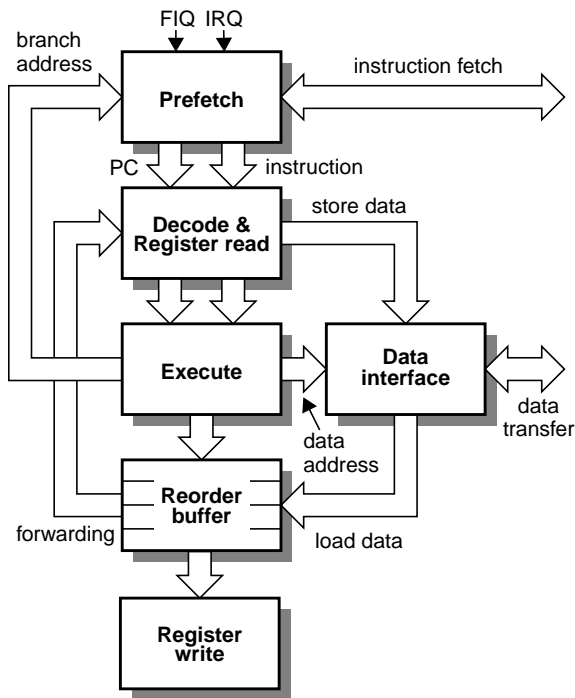 FIQ IRQ
branch
address
instruction fetch
Prefetch
PC
instruction
Decode &
Register read
store data
Execute
Data
interface
data
transfer
data
address
Reorder
buffer
forwarding
load data
Register
write